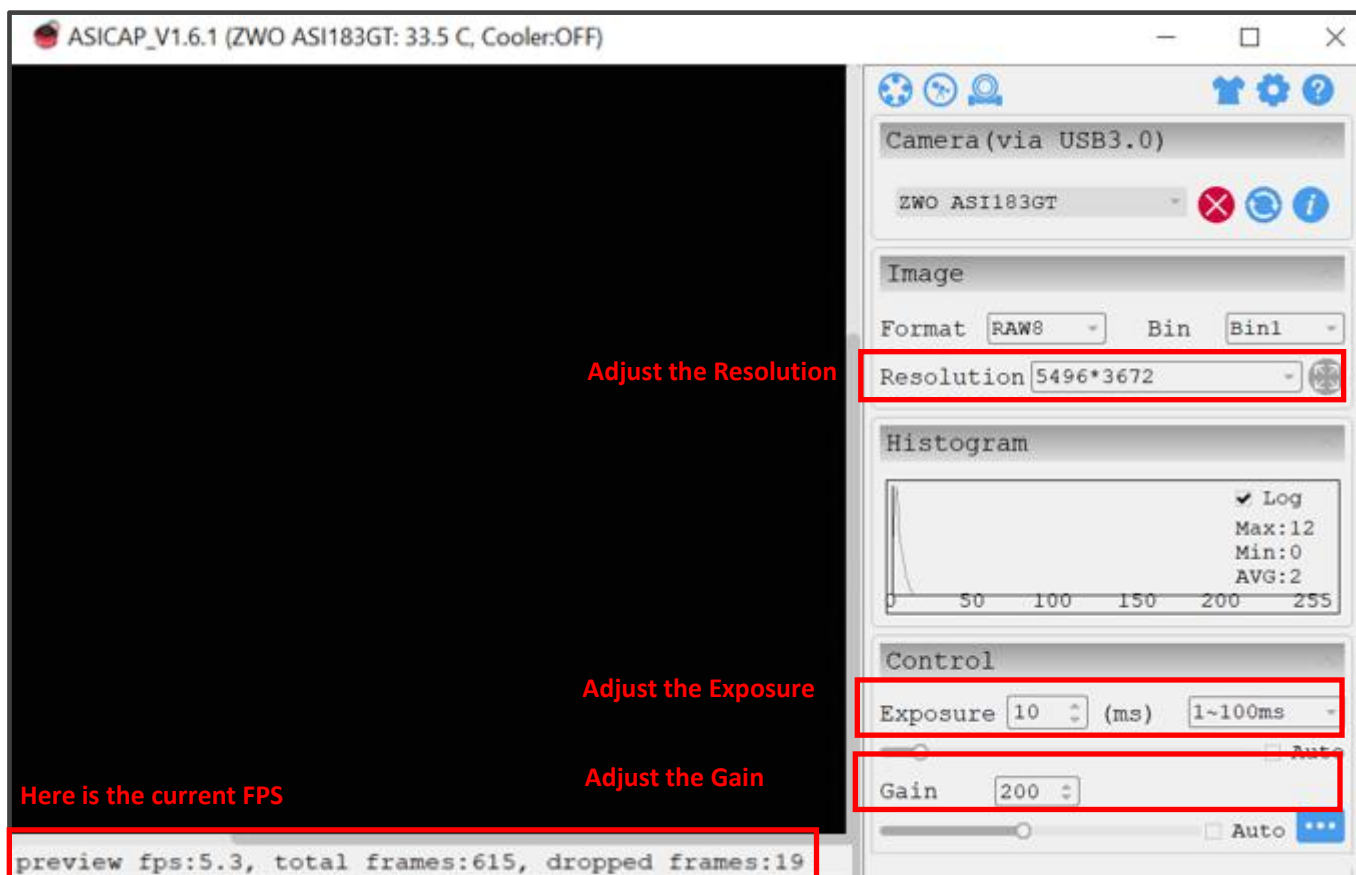 ASICAP_V1.6.1 (ZWO ASI183GT: 33.5 C, Cooler:OFF)
Camera(via USB3.0)
ZWO ASI183GT
Image
Format RAW8 Bin Bin1
Adjust the Resolution
Resolution 5496*3672
Histogram
Log
Max:12
Min:0
AVG:2
0 50 100 150 200 255
Control
Adjust the Exposure
Exposure 10 (ms) 1~100ms
Auto
Adjust the Gain
Gain 200
Auto
Here is the current FPS
preview fps:5.3, total frames:615, dropped frames:19